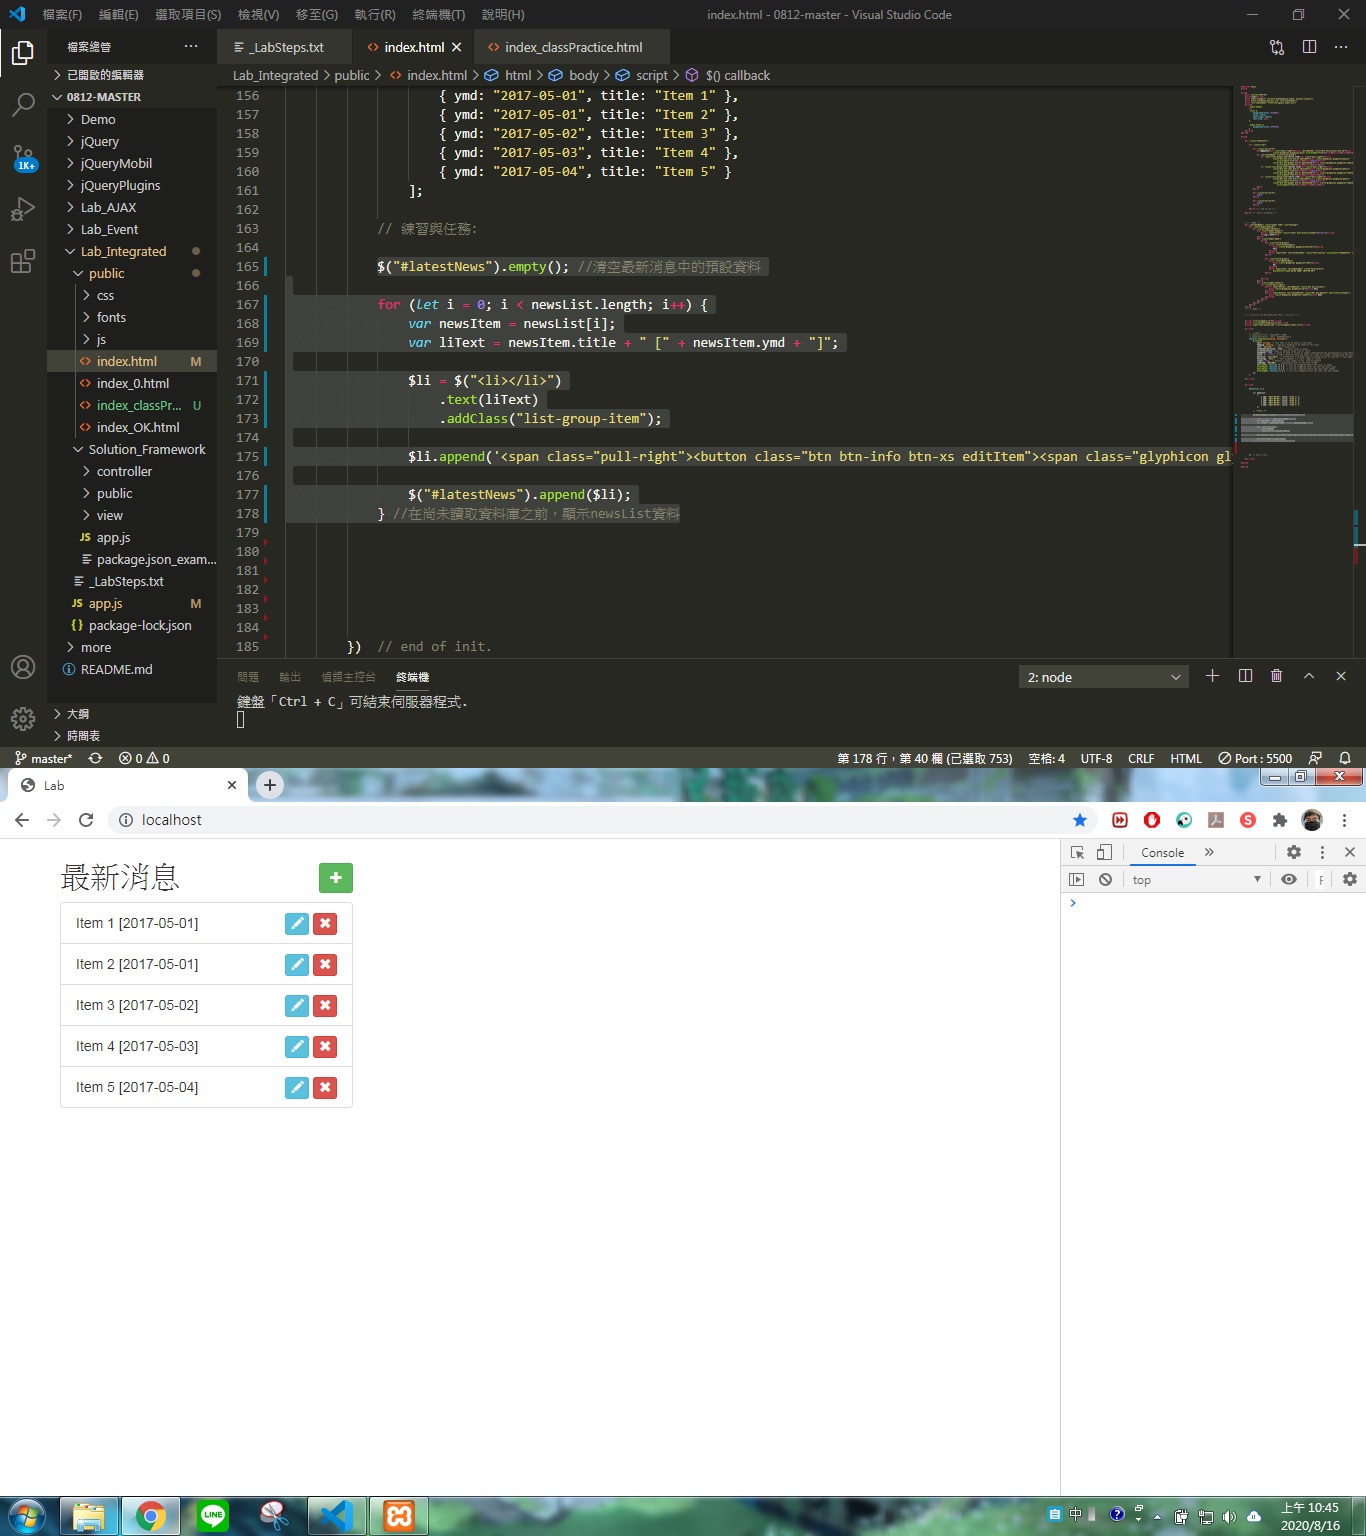 檔案(F) 編輯(E) 選取項目(S) 檢視(V) 移至(G) 執行(R) 終端機(T) 說明(H) index.html - 0812-master - Visual Studio Code
檔案總管 ··· _LabSteps.txt <> index.html <> index_classPractice.html
> 已開啟的編輯器
Lab_Integrated > public > <> index.html > html > body > script > $() callback
0812-MASTER
Demo
jQuery
jQueryMobil
jQueryPlugins
Lab_AJAX
Lab_Event
Lab_Integrated
public
css
fonts
js
<> index.html M
<> index_0.html
<> index_classPr... U
<> index_OK.html
Solution_Framework
controller
public
view
JS app.js
package.json_exam...
_LabSteps.txt
JS app.js M
{} package-lock.json
more
README.md
大綱
時間表
1K+
156 { ymd: "2017-05-01", title: "Item 1" },
157 { ymd: "2017-05-01", title: "Item 2" },
158 { ymd: "2017-05-02", title: "Item 3" },
159 { ymd: "2017-05-03", title: "Item 4" },
160 { ymd: "2017-05-04", title: "Item 5" }
161 ];
162
163 // 練習與任務:
164
165 $("#latestNews").empty(); //清空最新消息中的預設資料
166
167 for (let i = 0; i < newsList.length; i++) {
168 var newsItem = newsList[i];
169 var liText = newsItem.title + " [" + newsItem.ymd + "]";
170
171 $li = $("<li></li>")
172 .text(liText)
173 .addClass("list-group-item");
174
175 $li.append('<span class="pull-right"><button class="btn btn-info btn-xs editItem"><span class="glyphicon gl
176
177 $("#latestNews").append($li);
178 } //在尚未讀取資料庫之前，顯示newsList資料
179
180
181
182
183
184
185 }) // end of init.
問題 輸出 偵錯主控台 終端機 2: node
鍵盤「Ctrl + C」可結束伺服器程式.
master* 0 0 第 178 行，第 40 欄 (已選取 753) 空格: 4 UTF-8 CRLF HTML Port : 5500
Lab
localhost
最新消息
Item 1 [2017-05-01]
Item 2 [2017-05-01]
Item 3 [2017-05-02]
Item 4 [2017-05-03]
Item 5 [2017-05-04]
Console »
top
LINE
中
上午 10:45
2020/8/16